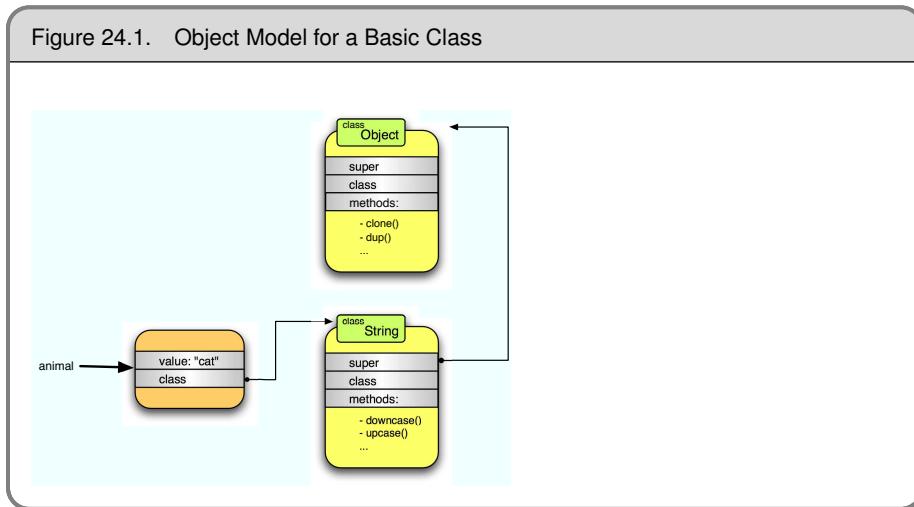 Figure 24.1. Object Model for a Basic Class
class
Object
super
class
methods:
- clone()
- dup()
...
animal
value: "cat"
class
class
String
super
class
methods:
- downcase()
- upcase()
...